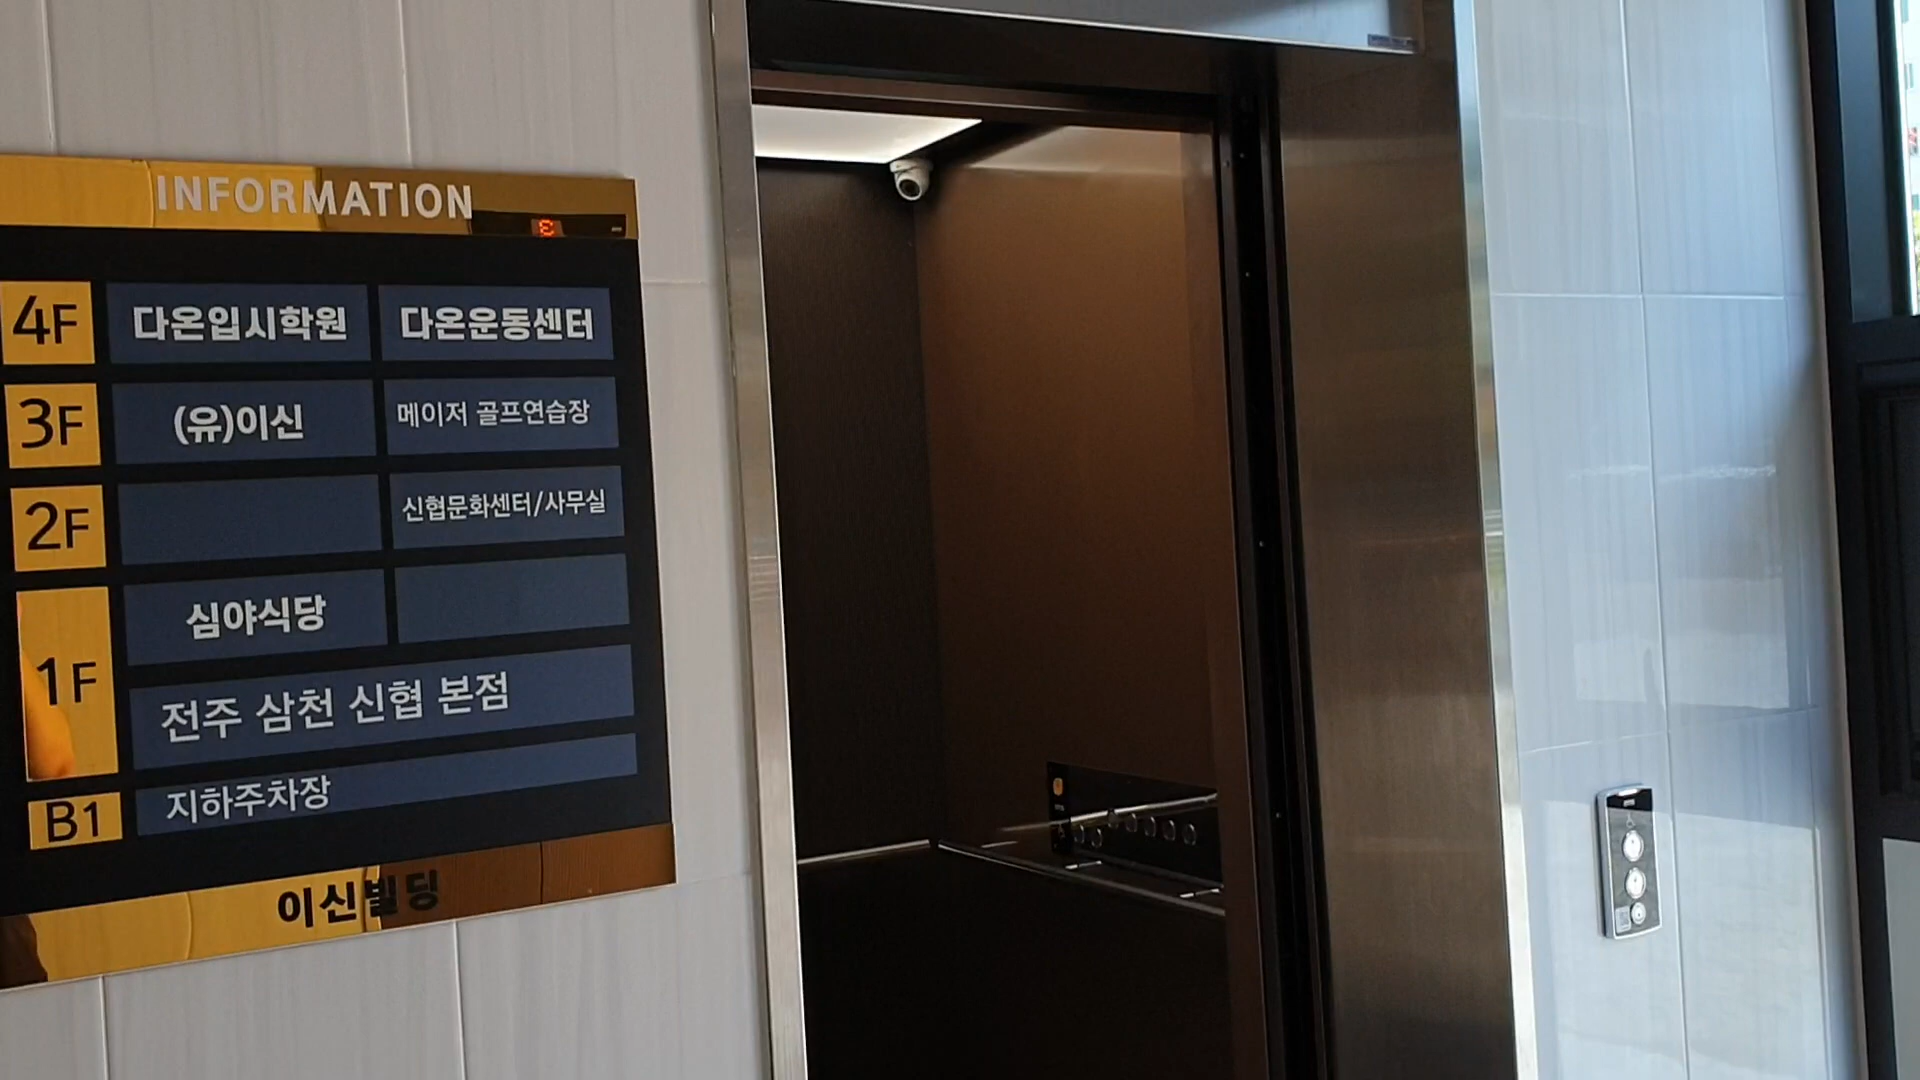 INFORMATION
4F 다온입시학원 다온운동센터
3F (유)이신 메이저 골프연습장
2F 신협문화센터/사무실
심야식당
1F
전주 삼천 신협 본점
B1 지하주차장
이신빌딩